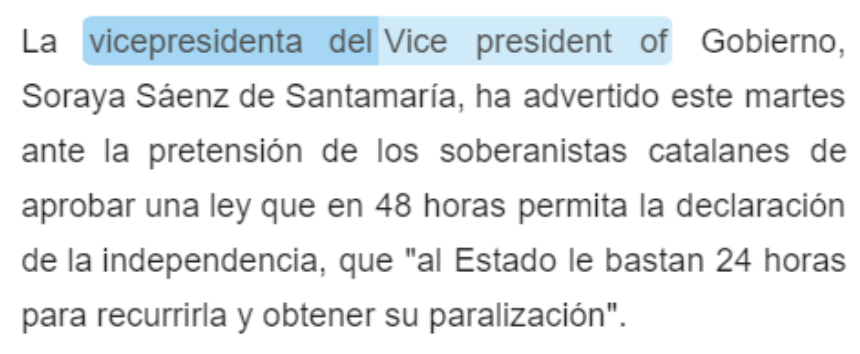 La vicepresidenta del Vice president of Gobierno,
Soraya Sáenz de Santamaría, ha advertido este martes
ante la pretensión de los soberanistas catalanes de
aprobar una ley que en 48 horas permita la declaración
de la independencia, que "al Estado le bastan 24 horas
para recurrirla y obtener su paralización".